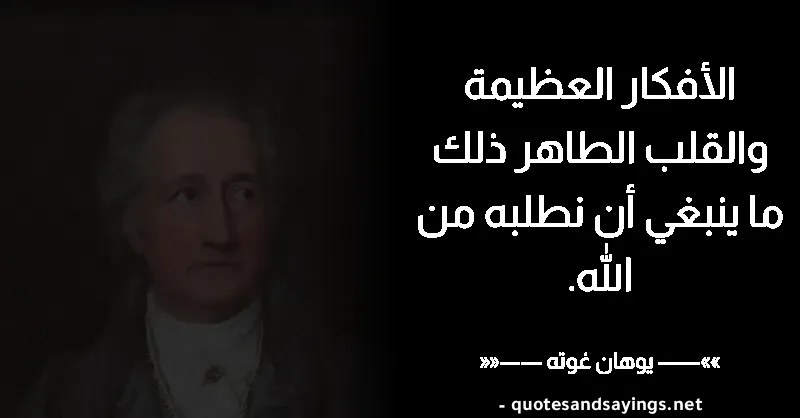 الأفكار العظيمة
والقلب الطاهر ذلك
ما ينبغي أن نطلبه من
الله.
»»—— يوهان غوته ——««
- quotesandsayings.net